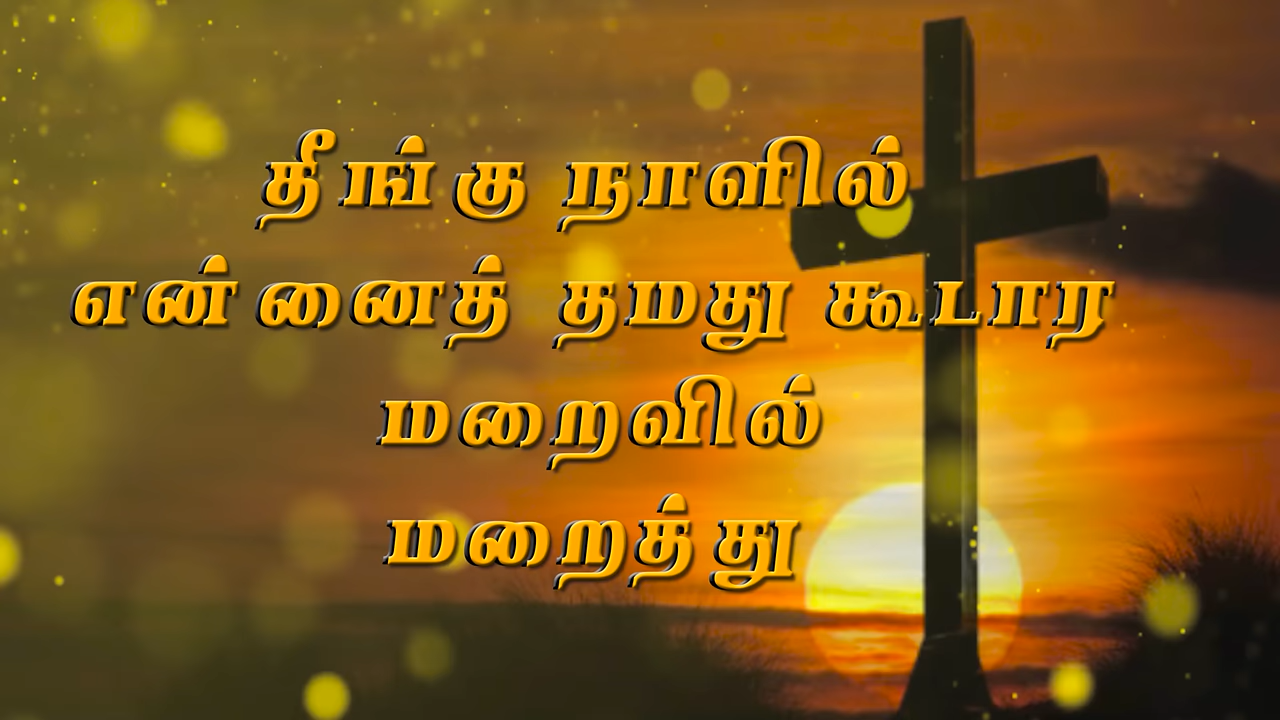 தீங்கு நாளில்
என்னைத் தமது கூடார
மறைவில்
மறைத்து